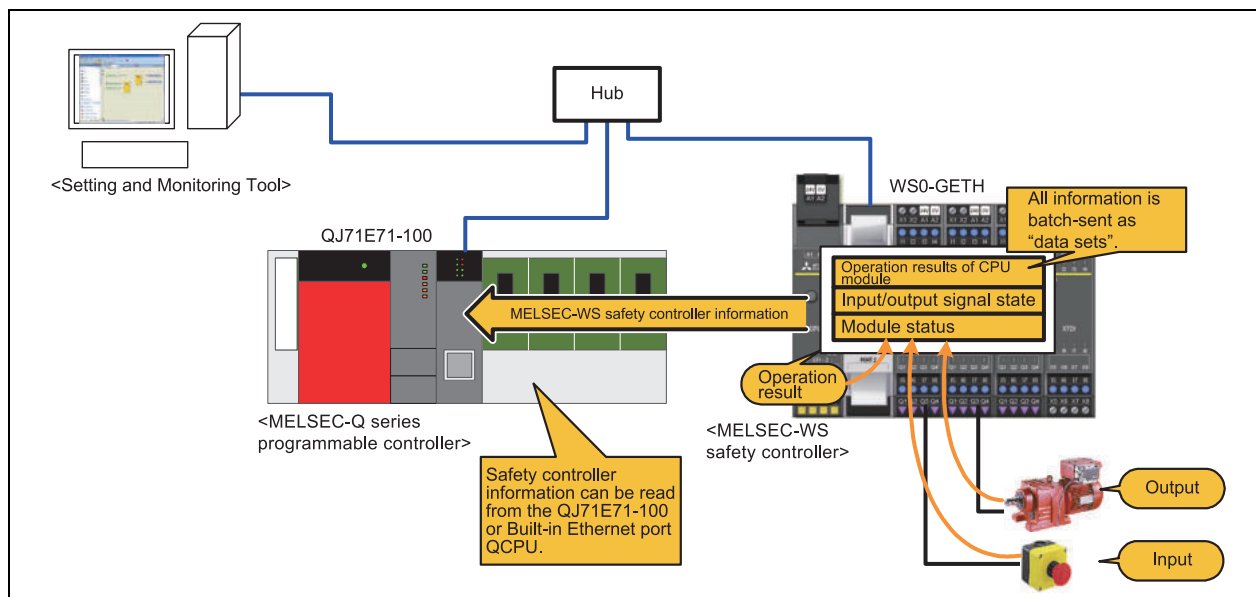 Hub
<Setting and Monitoring Tool>
WS0-GETH
All information is
batch-sent as
“data sets”.
QJ71E71-100
Operation results of CPU
module
Input/output signal state
Module status
MELSEC-WS safety controller information
Operation
result
<MELSEC-Q series
programmable controller>
<MELSEC-WS
safety controller>
Safety controller
information can be read
from the QJ71E71-100
or Built-in Ethernet port
QCPU.
Output
Input